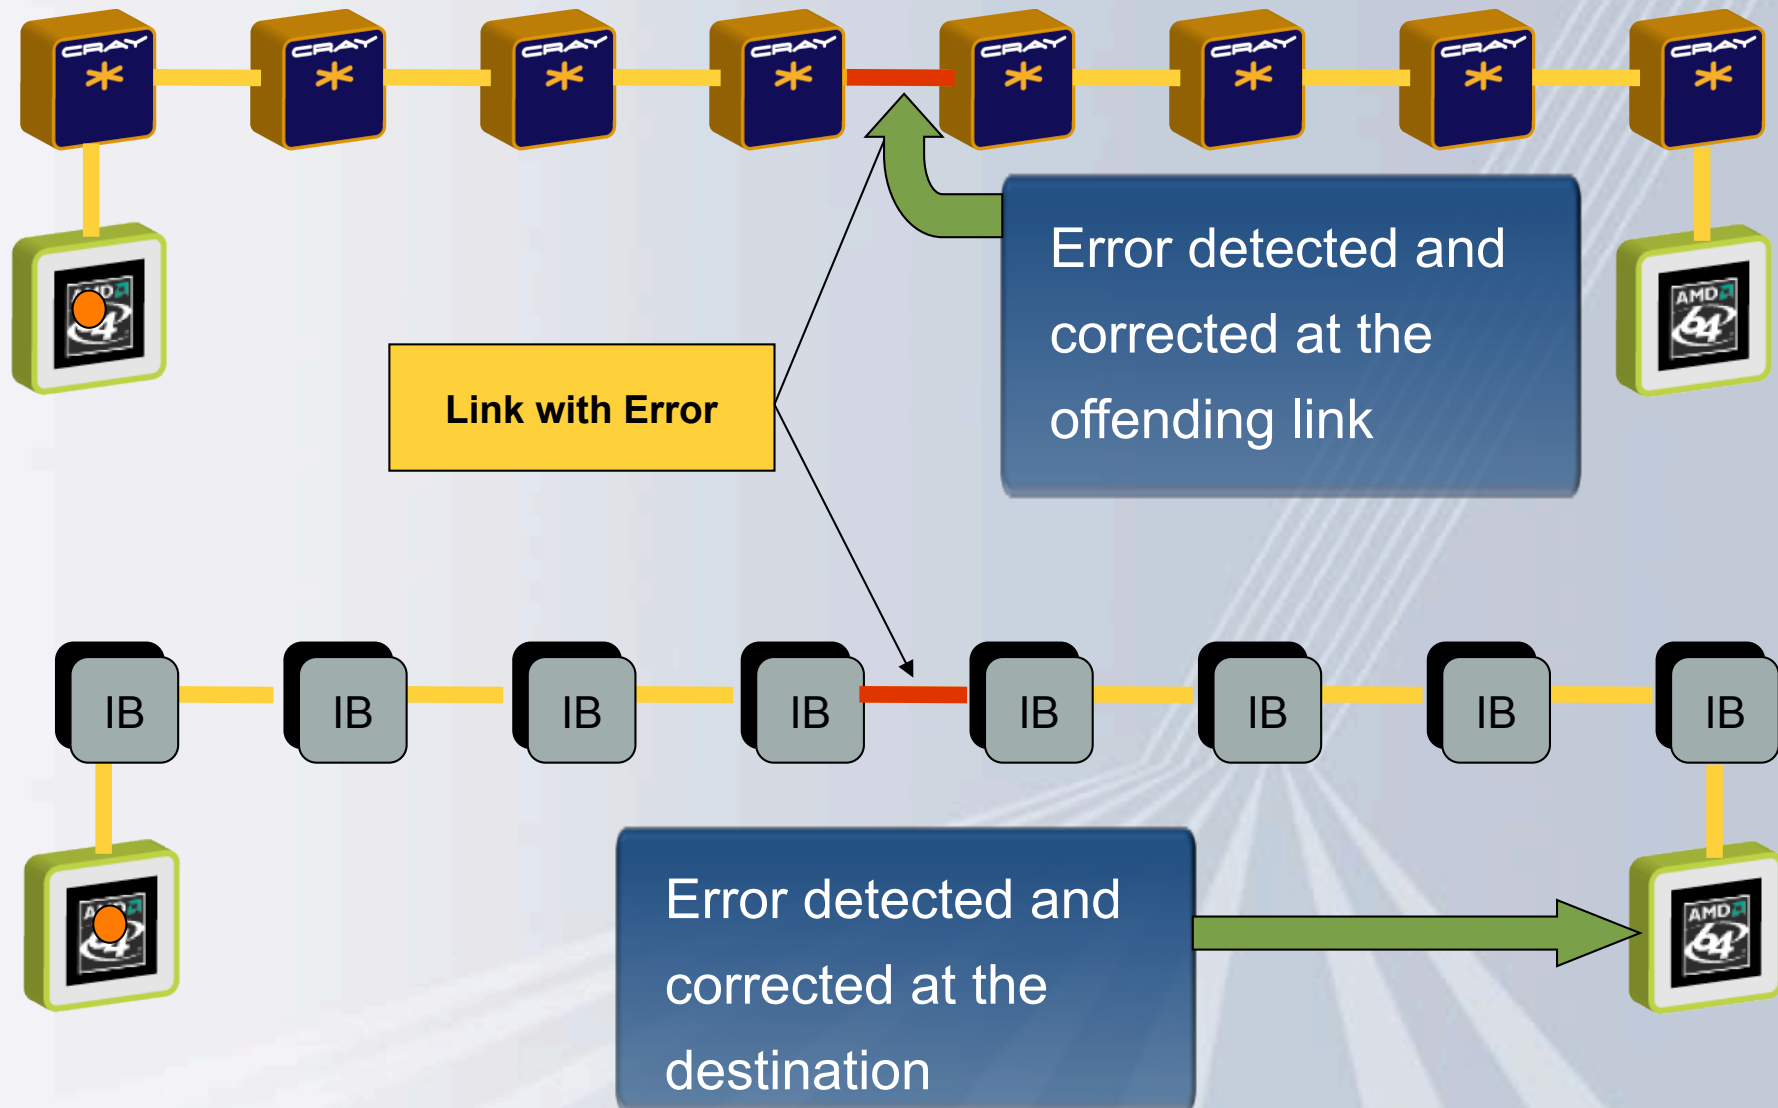 CRAY CRAY CRAY CRAY CRAY CRAY CRAY CRAY
AMD
64
Error detected and
corrected at the
offending link
Link with Error
IB IB IB IB IB IB IB IB
Error detected and
corrected at the
destination
AMD
64